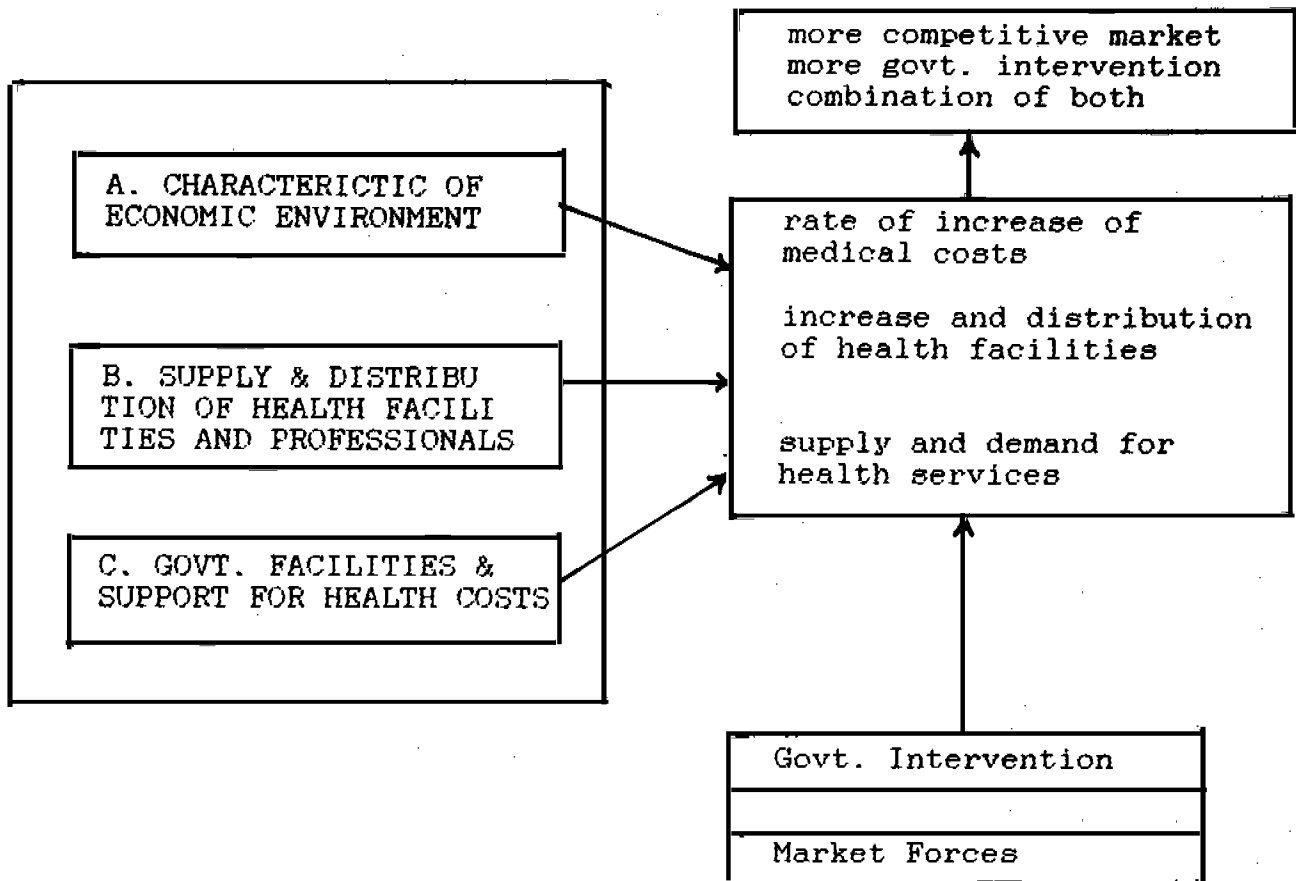 more competitive market
more govt. intervention
combination of both
A. CHARACTERICTIC OF
ECONOMIC ENVIRONMENT
B. SUPPLY & DISTRIBU
TION OF HEALTH FACILI
TIES AND PROFESSIONALS
C. GOVT. FACILITIES &
SUPPORT FOR HEALTH COSTS
rate of increase of
medical costs
increase and distribution
of health facilities
supply and demand for
health services
Govt. Intervention
Market Forces